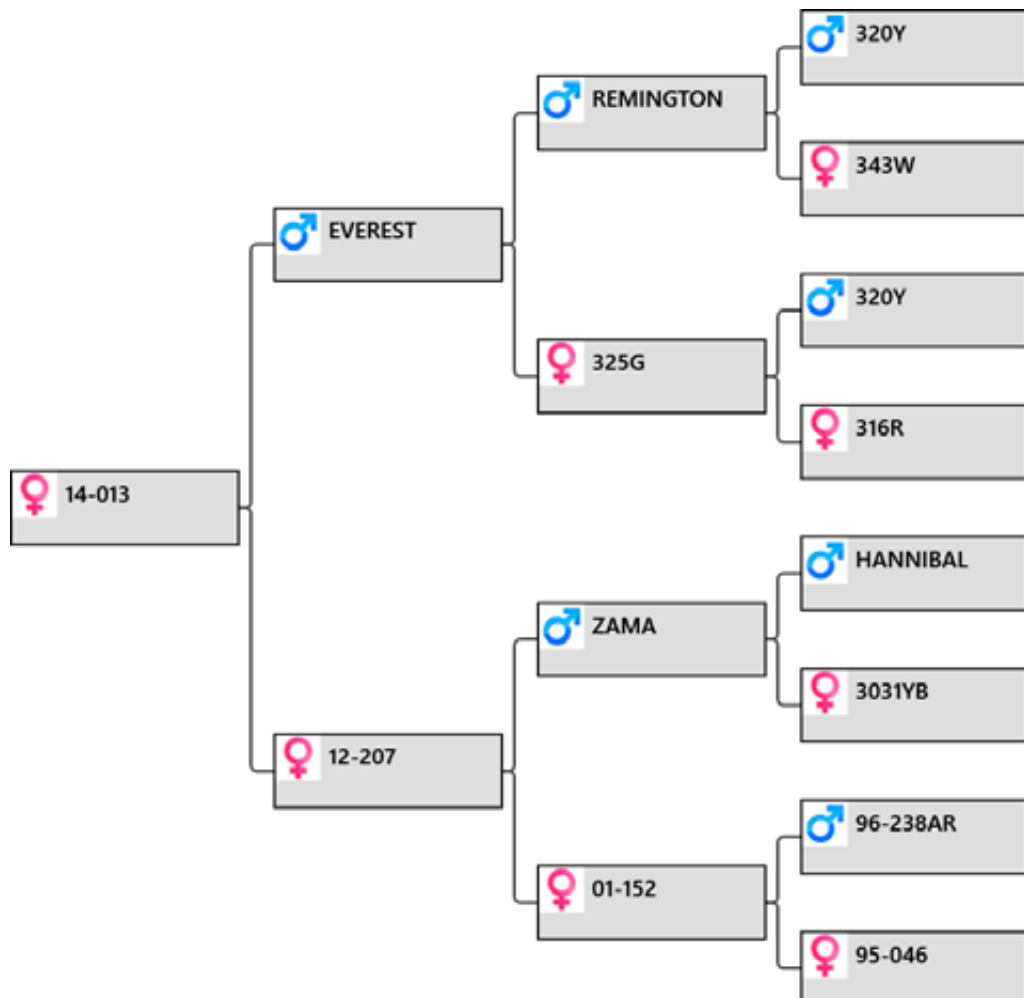 320Y
REMINGTON
343W
EVEREST
320Y
325G
316R
14-013
HANNIBAL
ZAMA
3031YB
12-207
96-238AR
01-152
95-046